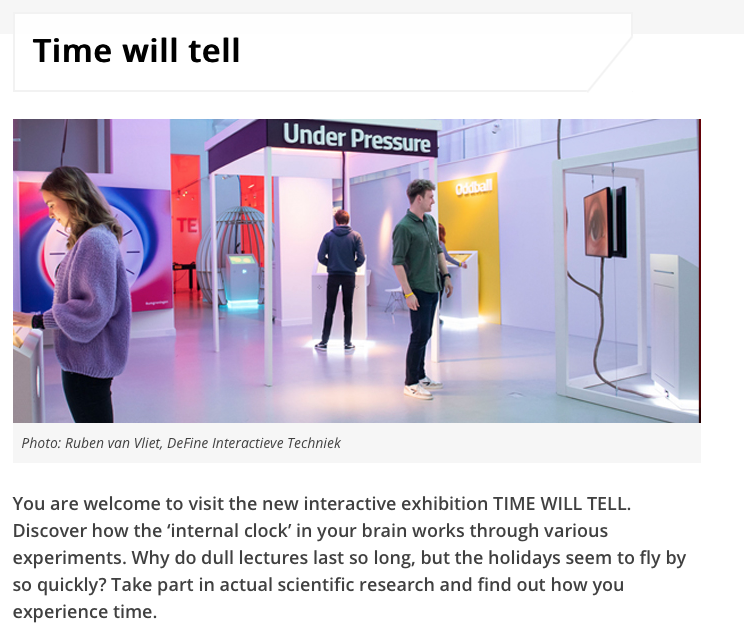 Time will tell
Under Pressure
Oddball
TE
Photo: Ruben van Vliet, DeFine Interactieve Techniek
You are welcome to visit the new interactive exhibition TIME WILL TELL.
Discover how the ‘internal clock’ in your brain works through various
experiments. Why do dull lectures last so long, but the holidays seem to fly by
so quickly? Take part in actual scientific research and find out how you
experience time.